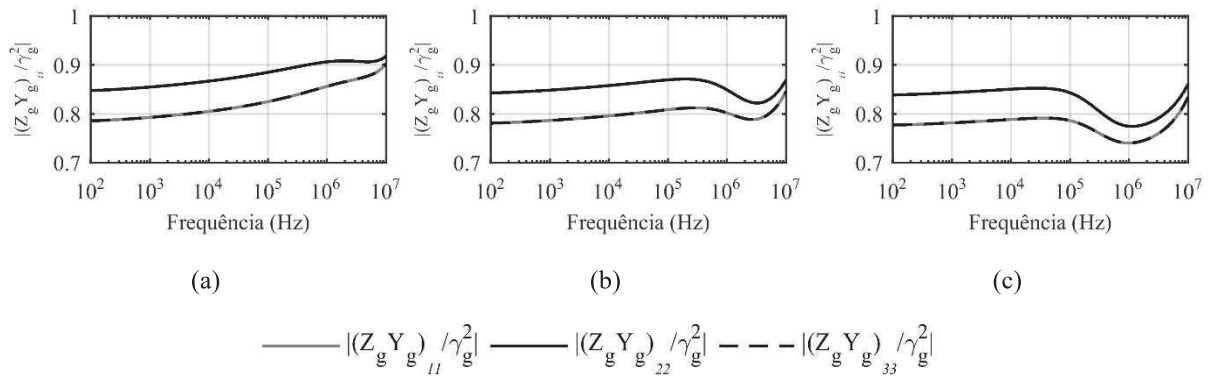 1
0.9
0.8
0.7
|(Z_g Y_g)_ii /γ_g^2|
10^2 10^3 10^4 10^5 10^6 10^7
Frequência (Hz)
(a)
1
0.9
0.8
0.7
|(Z_g Y_g)_ii /γ_g^2|
10^2 10^3 10^4 10^5 10^6 10^7
Frequência (Hz)
(b)
1
0.9
0.8
0.7
|(Z_g Y_g)_ii /γ_g^2|
10^2 10^3 10^4 10^5 10^6 10^7
Frequência (Hz)
(c)
|(Z_g Y_g)_11 /γ_g^2| |(Z_g Y_g)_22 /γ_g^2| |(Z_g Y_g)_33 /γ_g^2|